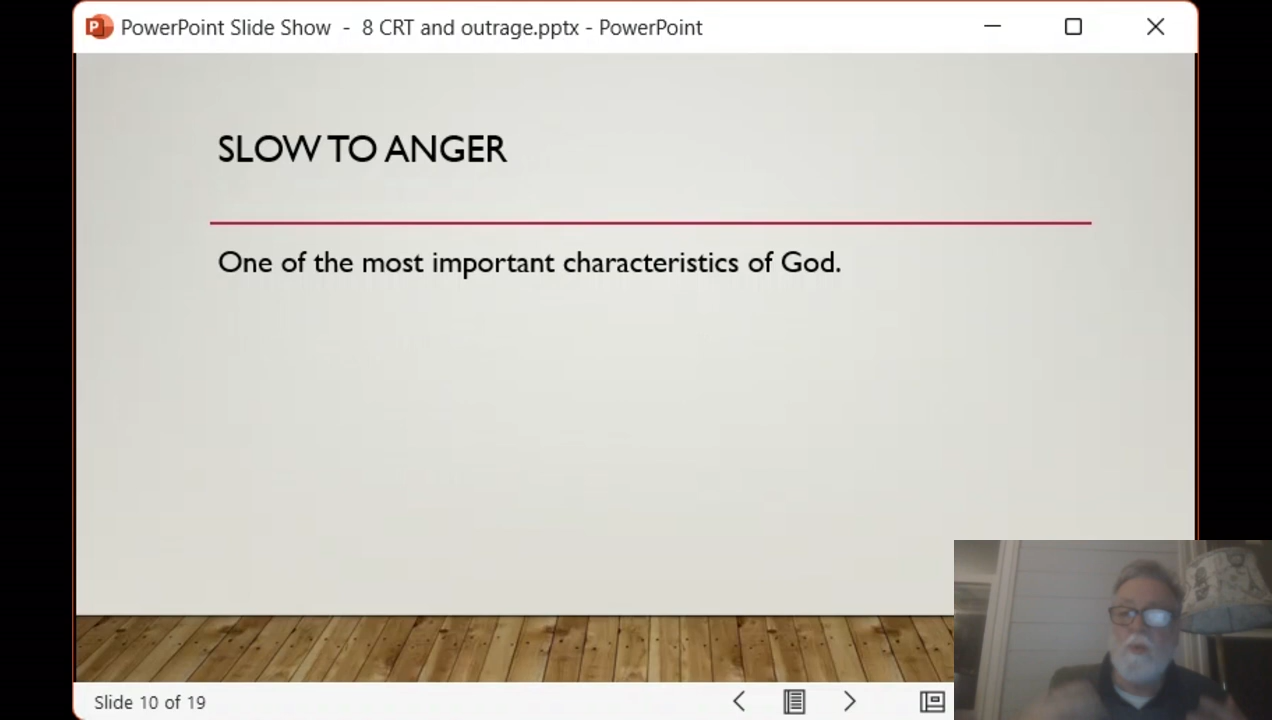 PowerPoint Slide Show - 8 CRT and outrage.pptx - PowerPoint
SLOW TO ANGER
One of the most important characteristics of God.
Slide 10 of 19